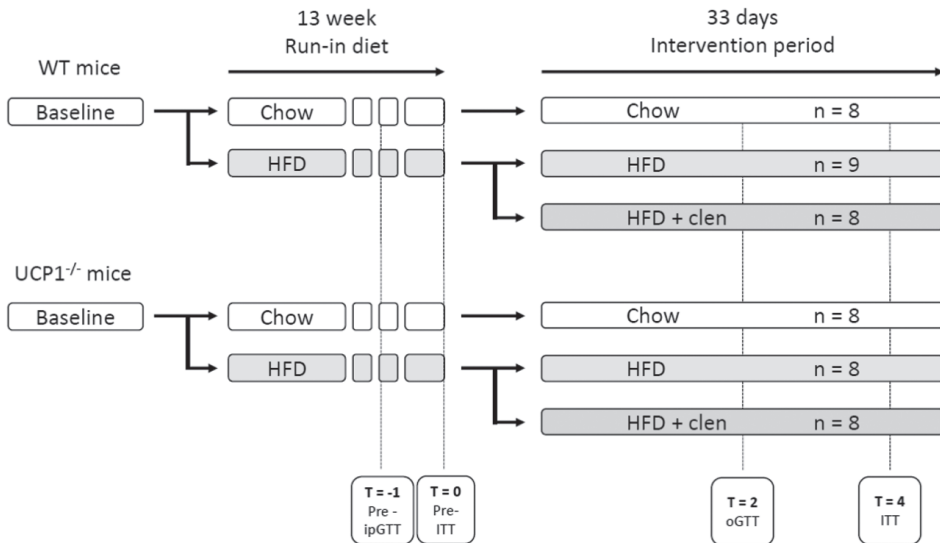 13 week
Run-in diet
33 days
Intervention period
WT mice
Baseline
Chow
Chow n = 8
HFD
HFD n = 9
HFD + clen n = 8
UCP1-/- mice
Baseline
Chow
Chow n = 8
HFD
HFD n = 8
HFD + clen n = 8
T = -1
Pre -
ipGTT
T = 0
Pre-
ITT
T = 2
oGTT
T = 4
ITT